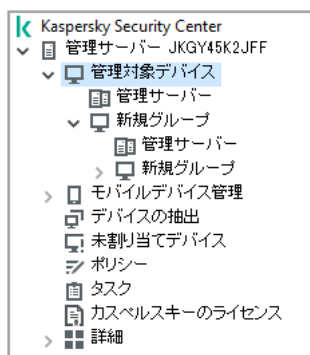 Kaspersky Security Center
管理サーバー JKGY45K2JFF
管理対象デバイス
管理サーバー
新規グループ
管理サーバー
新規グループ
モバイルデバイス管理
デバイスの抽出
未割り当てデバイス
ポリシー
タスク
カスペルスキーのライセンス
詳細